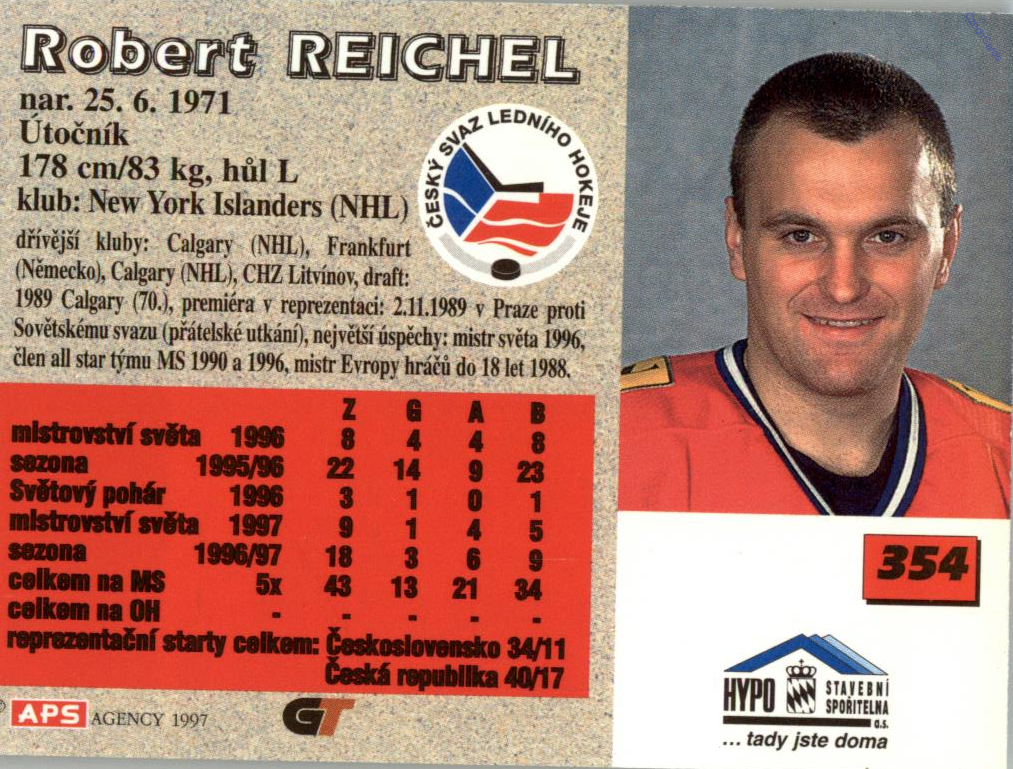 Robert REICHEL
nar. 25. 6. 1971
Útočník
178 cm/83 kg, hůl L
klub: New York Islanders (NHL)
dřívější kluby: Calgary (NHL), Frankfurt
(Německo), Calgary (NHL), CHZ Litvínov, draft:
1989 Calgary (70.), premiéra v reprezentaci: 2.11.1989 v Praze proti
Sovětskému svazu (přátelské utkání), největší úspěchy: mistr světa 1996,
člen all star týmu MS 1990 a 1996, mistr Evropy hráčů do 18 let 1988.
ČESKÝ SVAZ LEDNÍHO HOKEJE
Z G A B
mistrovství světa 1996 8 4 4 8
sezona 1995/96 22 14 9 23
Světový pohár 1996 3 1 0 1
mistrovství světa 1997 9 1 4 5
sezona 1996/97 18 3 6 9
celkem na MS 5x 43 13 21 34
celkem na OH - - - - -
reprezentační starty celkem: Československo 34/11
Česká republika 40/17
© APS AGENCY 1997 GT
354
HYPO STAVEBNÍ
SPOŘITELNA
a.s.
... tady jste doma